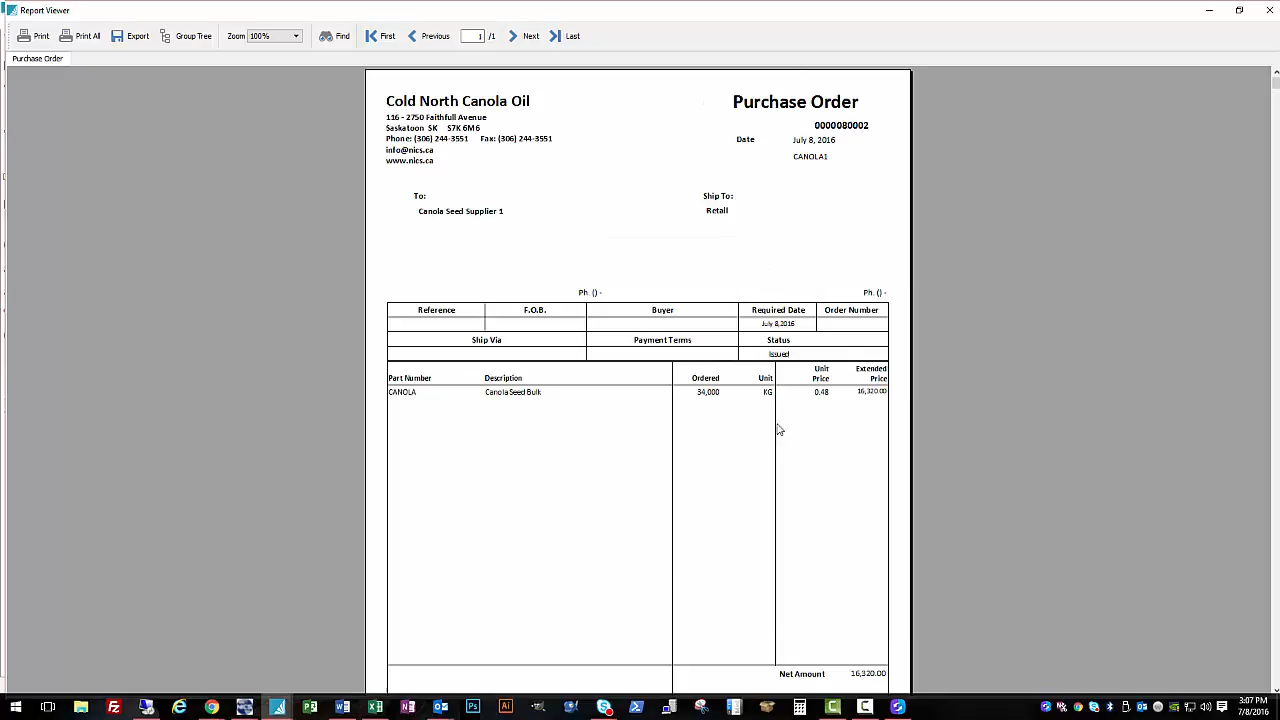 Report Viewer
Print Print All Export Group Tree Zoom 100% Find First Previous 1 /1 Next Last
Purchase Order
Cold North Canola Oil
Purchase Order
116 - 2750 Faithfull Avenue
Saskatoon SK S7K 6M6
0000080002
Phone: (306) 244-3551 Fax: (306) 244-3551
Date July 8, 2016
info@nics.ca
CANOLA1
www.nics.ca
To: Ship To:
Canola Seed Supplier 1 Retail
Ph. () - Ph. () -
Reference F.O.B. Buyer Required Date Order Number
July 8,2016
Ship Via Payment Terms Status
Issued
Part Number Description Ordered Unit Unit Price Extended Price
CANOLA Canola Seed Bulk 34,000 KG 0.48 16,320.00
Net Amount 16,320.00
3:07 PM
7/8/2016